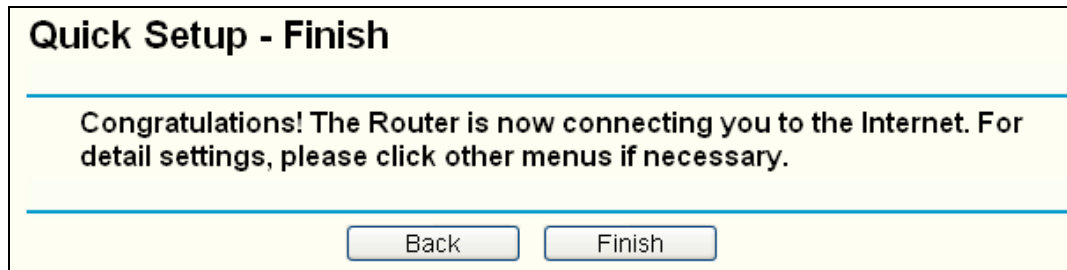 Quick Setup - Finish
Congratulations! The Router is now connecting you to the Internet. For
detail settings, please click other menus if necessary.
Back
Finish